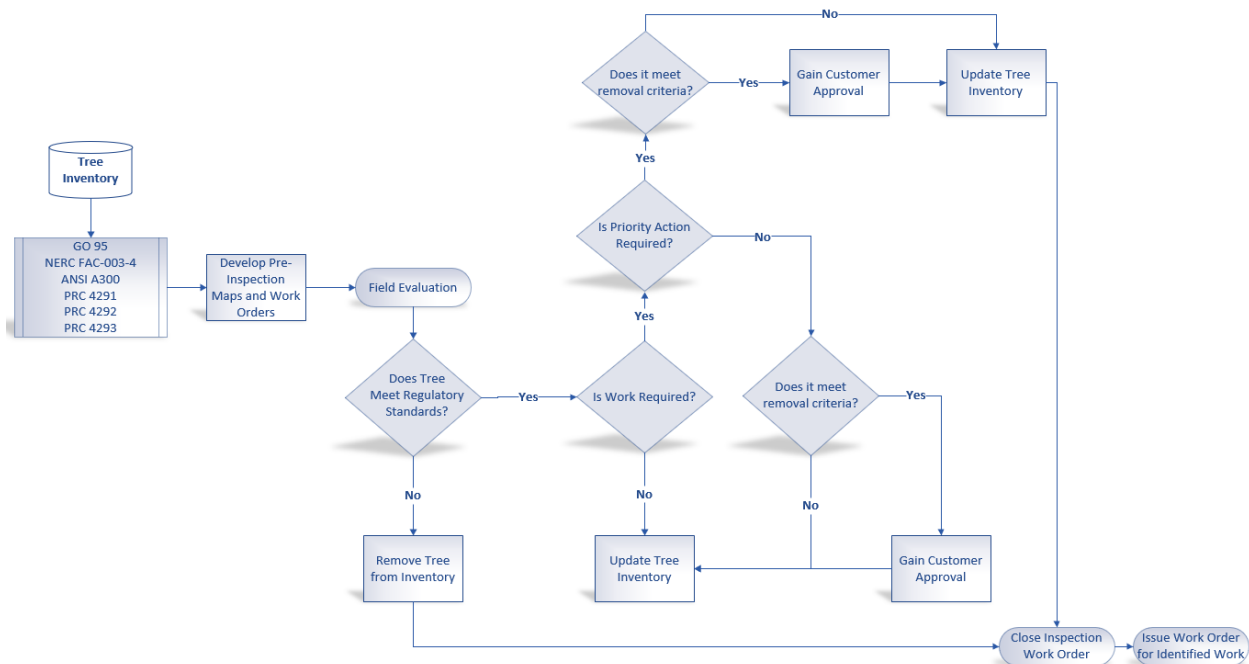 No
Does it meet
removal criteria?
Yes
Gain Customer
Approval
Update Tree
Inventory
Tree
Inventory
Yes
Is Priority Action
Required?
No
GO 95
NERC FAC-003-4
ANSI A300
PRC 4291
PRC 4292
PRC 4293
Develop Pre-
Inspection
Maps and Work
Orders
Field Evaluation
Yes
Does Tree
Meet Regulatory
Standards?
Yes
Is Work Required?
Does it meet
removal criteria?
Yes
No
No
No
Remove Tree
from Inventory
Update Tree
Inventory
Gain Customer
Approval
Close Inspection
Work Order
Issue Work Order
for Identified Work